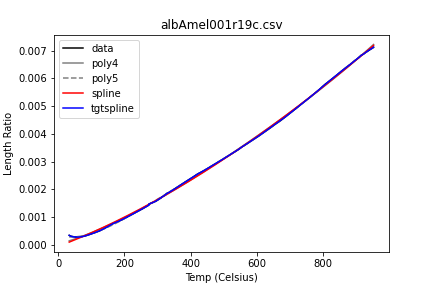 albAmel001r19c.csv
data
poly4
poly5
spline
tgtspline
0.007
0.006
0.005
0.004
0.003
0.002
0.001
0.000
Length Ratio
0 200 400 600 800
Temp (Celsius)